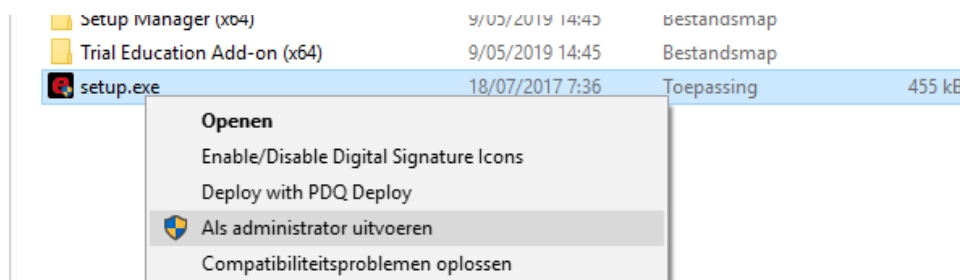 Setup Manager (x64) 9/05/2019 14:45 Bestandsmap
Trial Education Add-on (x64) 9/05/2019 14:45 Bestandsmap
setup.exe 18/07/2017 7:36 Toepassing 455 kB
Openen
Enable/Disable Digital Signature Icons
Deploy with PDQ Deploy
Als administrator uitvoeren
Compatibiliteitsproblemen oplossen